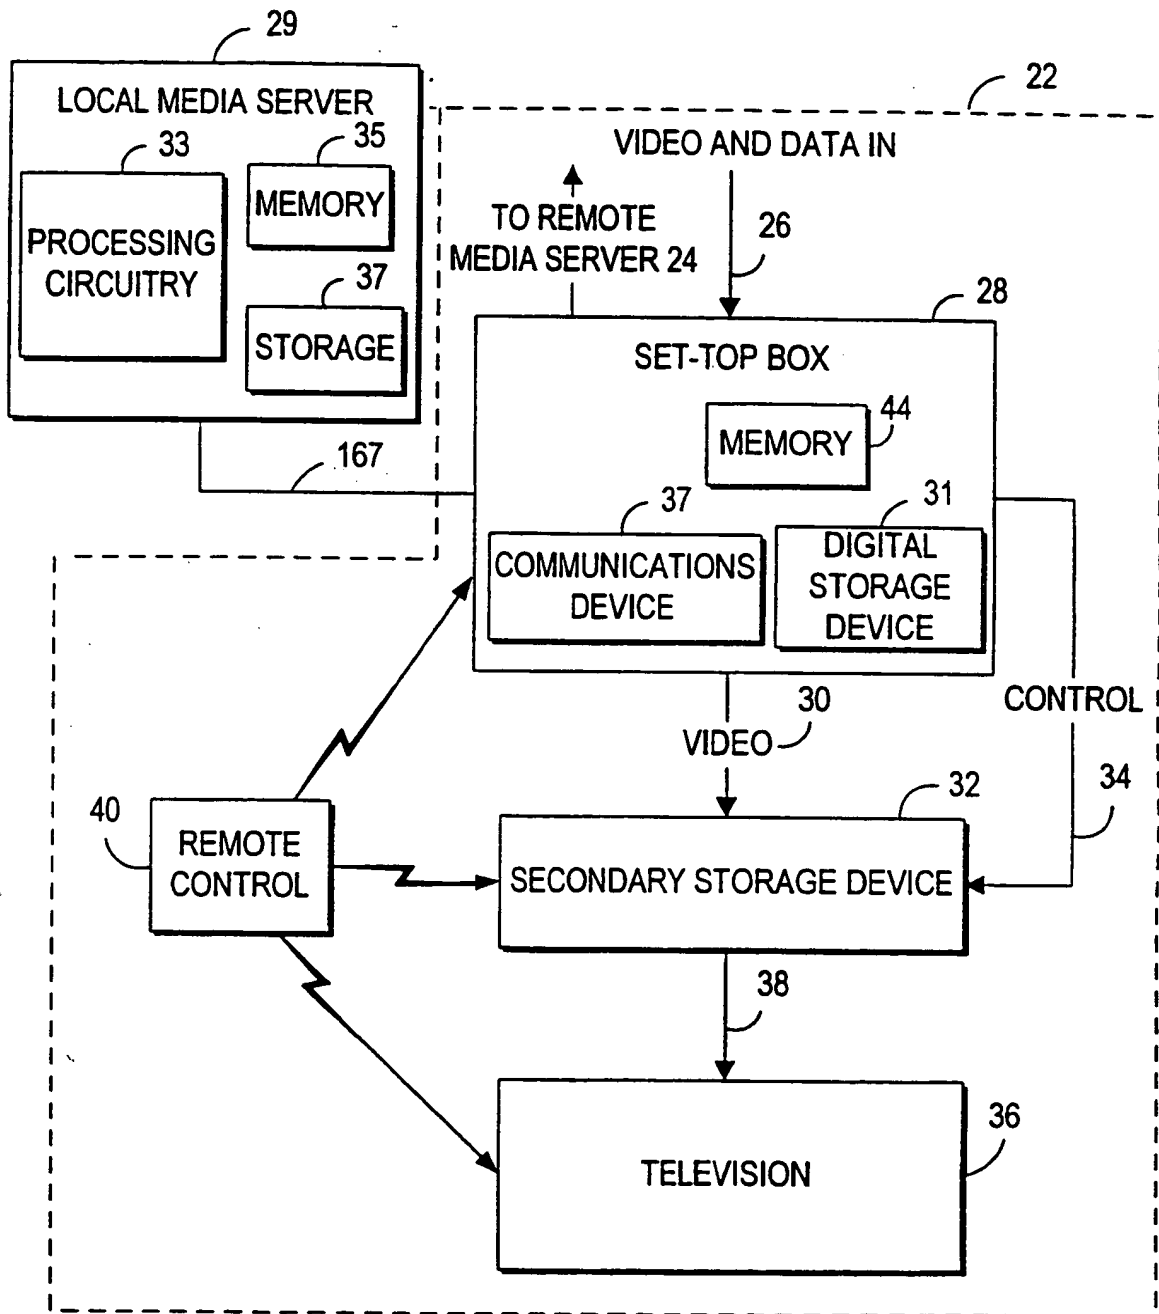 29
22
LOCAL MEDIA SERVER
33
35
PROCESSING
CIRCUITRY
MEMORY
37
STORAGE
VIDEO AND DATA IN
TO REMOTE
MEDIA SERVER 24
26
28
SET-TOP BOX
44
MEMORY
167
37
31
COMMUNICATIONS
DEVICE
DIGITAL
STORAGE
DEVICE
30
VIDEO
CONTROL
34
32
40
REMOTE
CONTROL
SECONDARY STORAGE DEVICE
38
36
TELEVISION